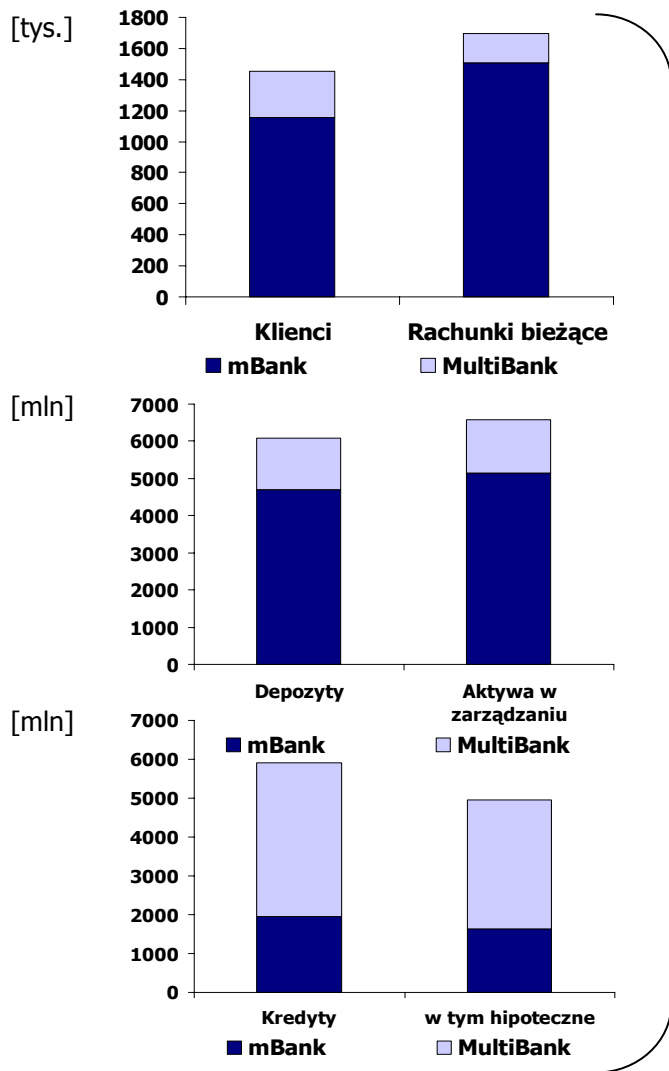 [tys.]
1800
1600
1400
1200
1000
800
600
400
200
0
Klienci Rachunki bieżące
mBank MultiBank
[mln]
7000
6000
5000
4000
3000
2000
1000
0
Depozyty Aktywa w
zarządzaniu
mBank MultiBank
[mln]
7000
6000
5000
4000
3000
2000
1000
0
Kredyty w tym hipoteczne
mBank MultiBank